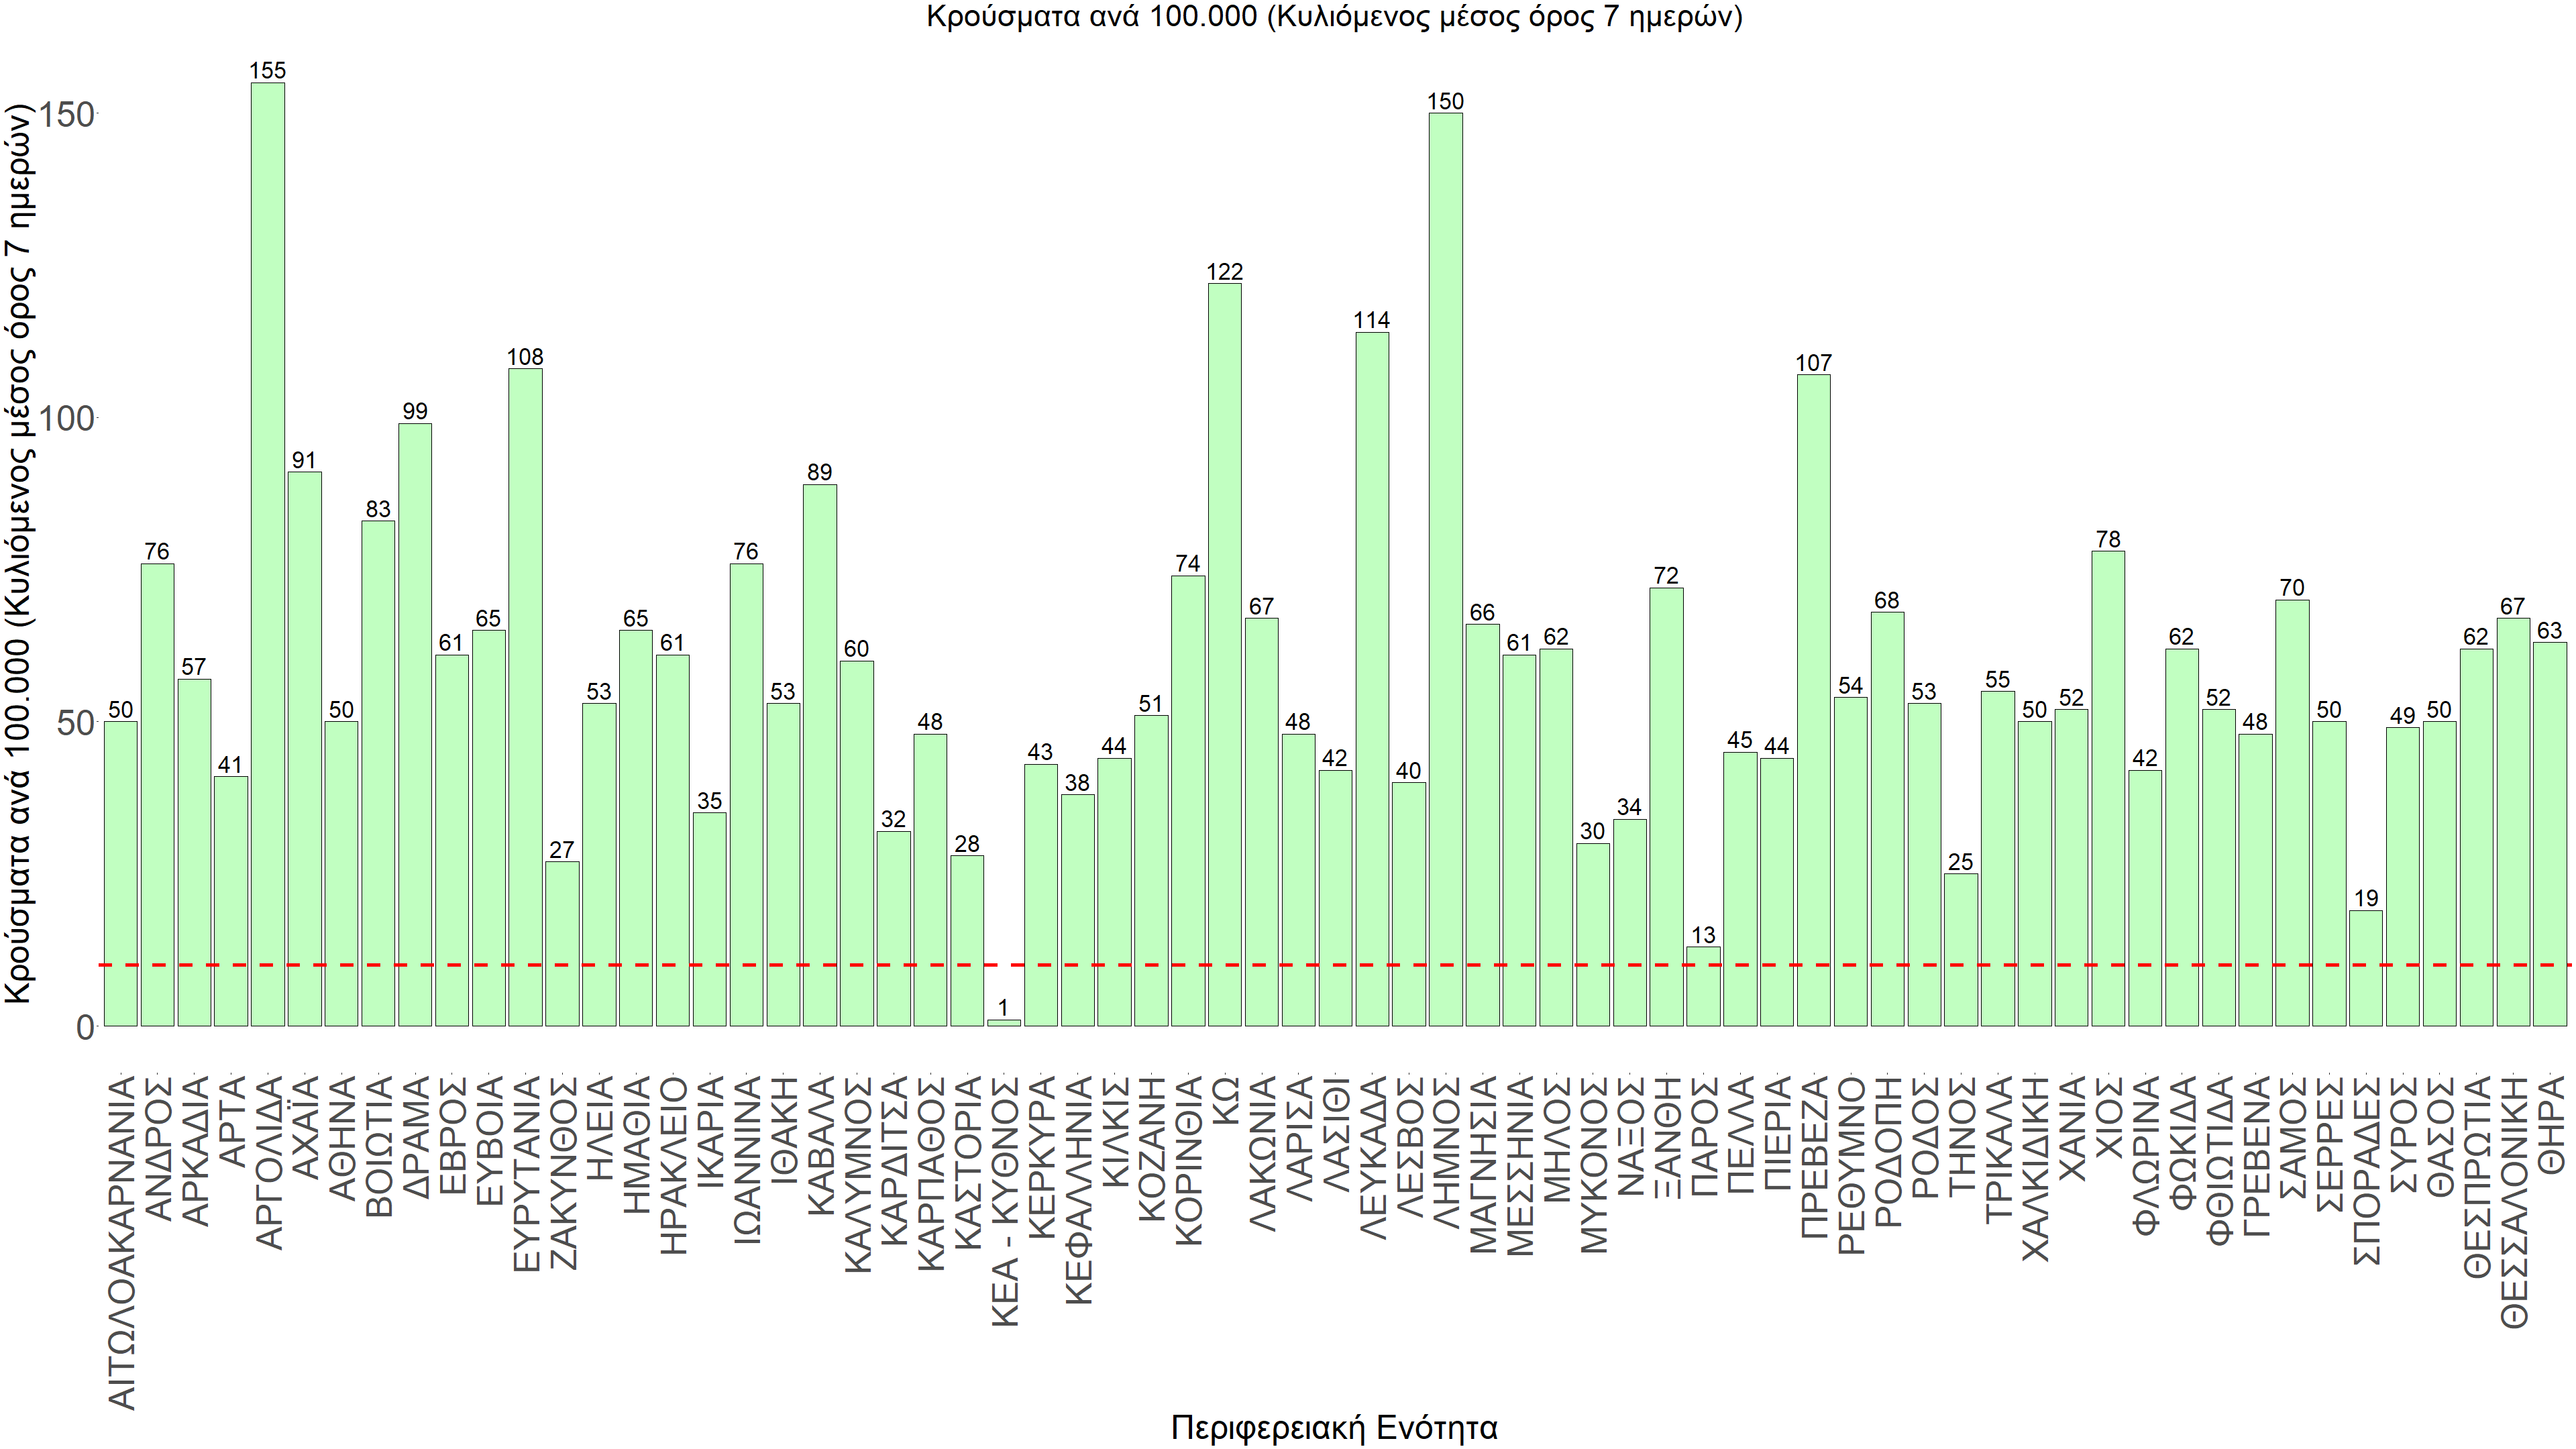 Κρούσματα ανά 100.000 (Κυλιόμενος μέσος όρος 7 ημερών)
Κρούσματα ανά 100.000 (Κυλιόμενος μέσος όρος 7 ημερών)
150
100
50
0
50
76
57
41
155
91
50
83
99
61
65
108
27
53
65
61
35
76
53
89
60
32
48
28
1
43
38
44
51
74
122
67
48
42
114
40
150
66
61
62
30
34
72
13
45
44
107
54
68
53
25
55
50
52
78
42
62
52
48
70
50
19
49
50
62
67
63
ΑΙΤΩΛΟΑΚΑΡΝΑΝΙΑ
ΑΝΔΡΟΣ
ΑΡΚΑΔΙΑ
ΑΡΤΑ
ΑΡΓΟΛΙΔΑ
ΑΧΑΪΑ
ΑΘΗΝΑ
ΒΟΙΩΤΙΑ
ΔΡΑΜΑ
ΕΒΡΟΣ
ΕΥΒΟΙΑ
ΕΥΡΥΤΑΝΙΑ
ΖΑΚΥΝΘΟΣ
ΗΛΕΙΑ
ΗΜΑΘΙΑ
ΗΡΑΚΛΕΙΟ
ΙΚΑΡΙΑ
ΙΩΑΝΝΙΝΑ
ΙΘΑΚΗ
ΚΑΒΑΛΑ
ΚΑΛΥΜΝΟΣ
ΚΑΡΔΙΤΣΑ
ΚΑΡΠΑΘΟΣ
ΚΑΣΤΟΡΙΑ
ΚΕΑ - ΚΥΘΝΟΣ
ΚΕΡΚΥΡΑ
ΚΕΦΑΛΛΗΝΙΑ
ΚΙΛΚΙΣ
ΚΟΖΑΝΗ
ΚΟΡΙΝΘΙΑ
ΚΩ
ΛΑΚΩΝΙΑ
ΛΑΡΙΣΑ
ΛΑΣΙΘΙ
ΛΕΥΚΑΔΑ
ΛΕΣΒΟΣ
ΛΗΜΝΟΣ
ΜΑΓΝΗΣΙΑ
ΜΕΣΣΗΝΙΑ
ΜΗΛΟΣ
ΜΥΚΟΝΟΣ
ΝΑΞΟΣ
ΞΑΝΘΗ
ΠΑΡΟΣ
ΠΕΛΛΑ
ΠΙΕΡΙΑ
ΠΡΕΒΕΖΑ
ΡΕΘΥΜΝΟ
ΡΟΔΟΠΗ
ΡΟΔΟΣ
ΤΗΝΟΣ
ΤΡΙΚΑΛΑ
ΧΑΛΚΙΔΙΚΗ
ΧΑΝΙΑ
ΧΙΟΣ
ΦΛΩΡΙΝΑ
ΦΩΚΙΔΑ
ΦΘΙΩΤΙΔΑ
ΓΡΕΒΕΝΑ
ΣΑΜΟΣ
ΣΕΡΡΕΣ
ΣΠΟΡΑΔΕΣ
ΣΥΡΟΣ
ΘΑΣΟΣ
ΘΕΣΠΡΩΤΙΑ
ΘΕΣΣΑΛΟΝΙΚΗ
ΘΗΡΑ
Περιφερειακή Ενότητα